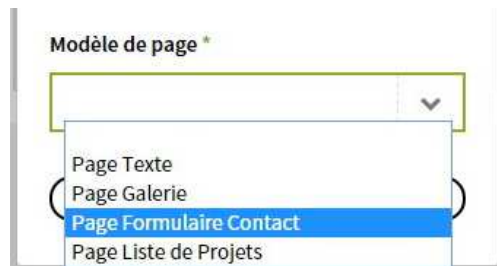 Modèle de page *
Page Texte
Page Galerie
Page Formulaire Contact
Page Liste de Projets